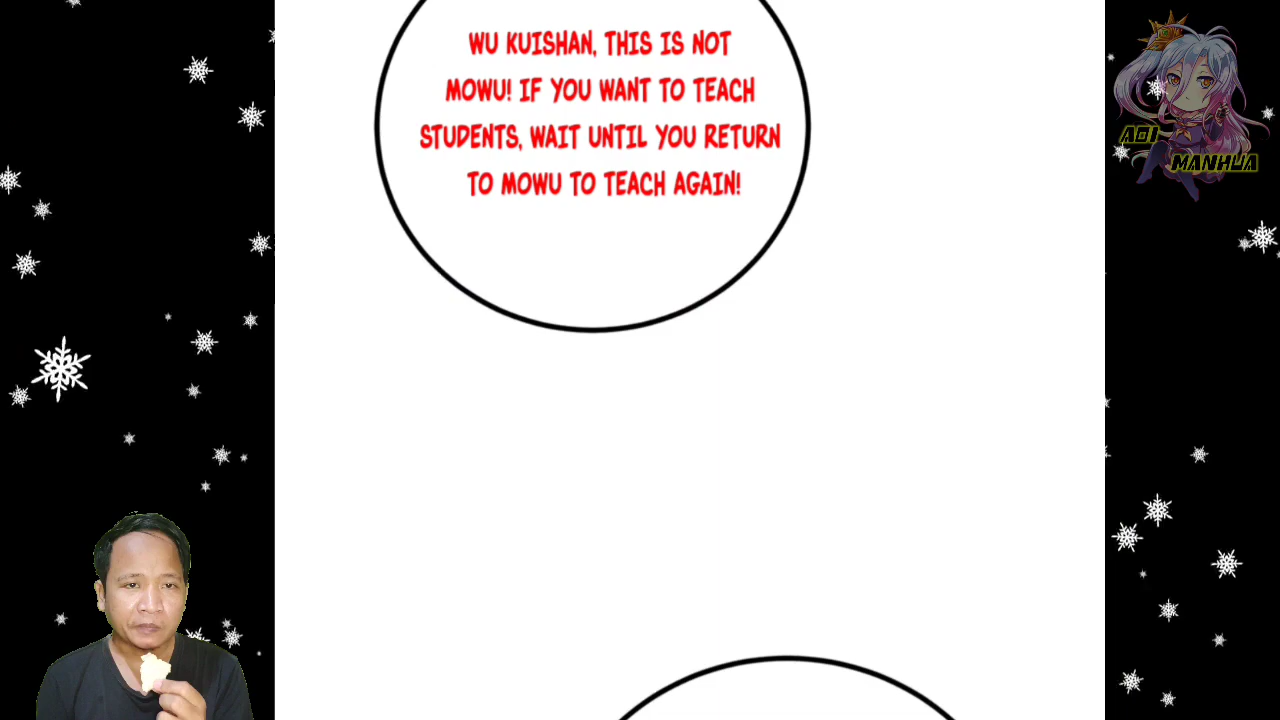 WU KUISHAN, THIS IS NOT
MOWU! IF YOU WANT TO TEACH
STUDENTS, WAIT UNTIL YOU RETURN
TO MOWU TO TEACH AGAIN!
AOI
MANHUA